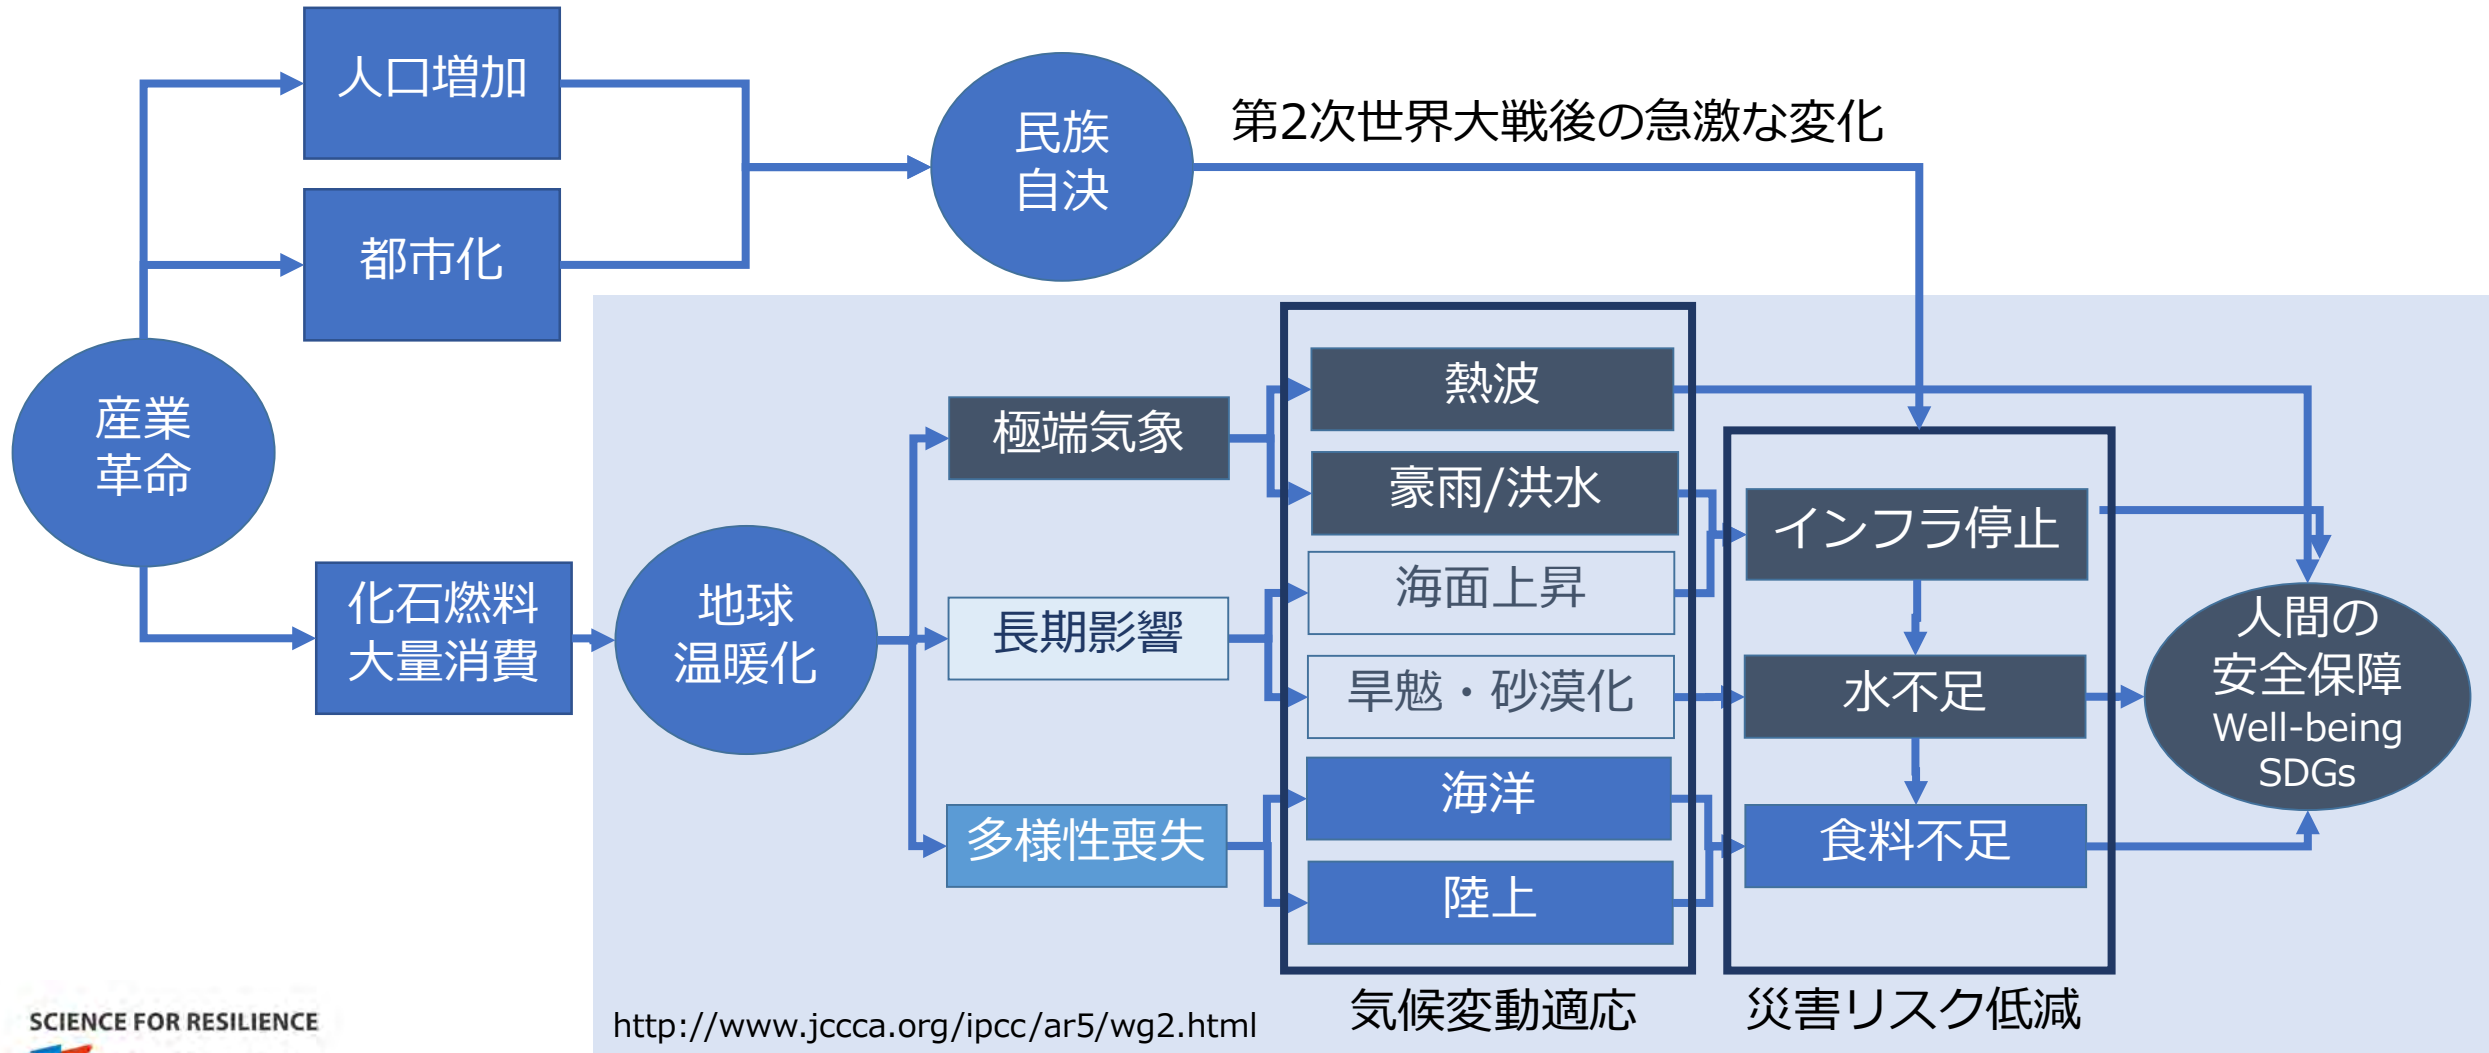 人口増加
都市化
産業
革命
化石燃料
大量消費
民族
自決
第2次世界大戦後の急激な変化
地球
温暖化
極端気象
長期影響
多様性喪失
熱波
豪雨/洪水
海面上昇
旱魃・砂漠化
海洋
陸上
気候変動適応
インフラ停止
水不足
食料不足
災害リスク低減
人間の
安全保障
Well-being
SDGs
http://www.jccca.org/ipcc/ar5/wg2.html
SCIENCE FOR RESILIENCE